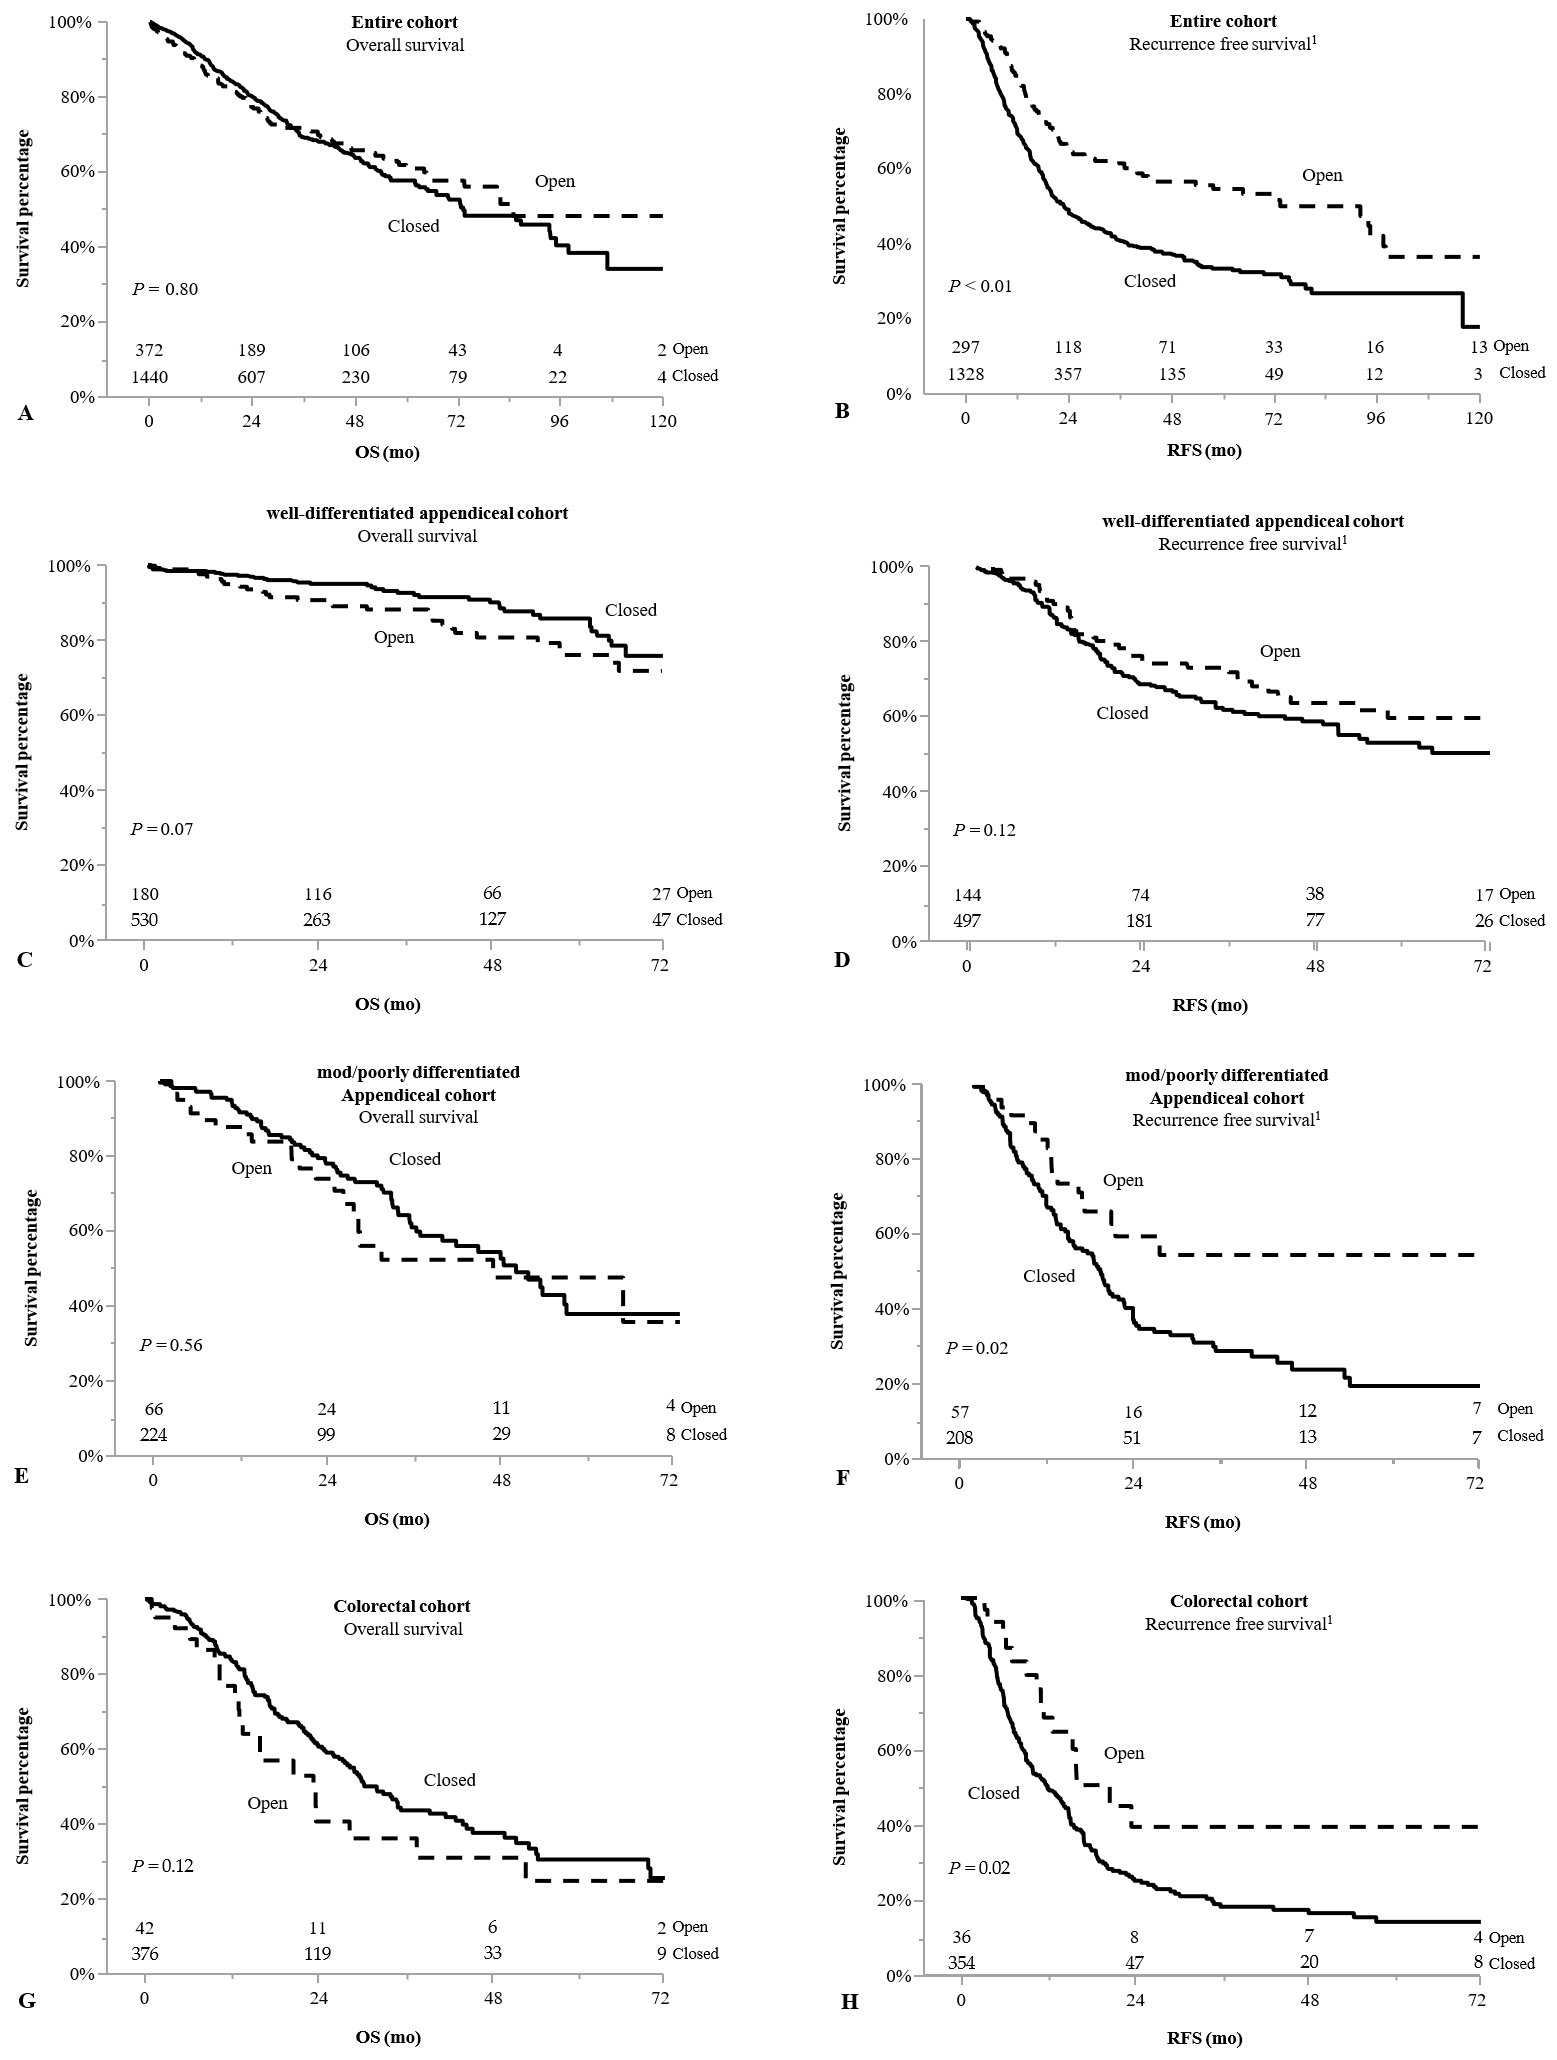 Entire cohort
Overall survival
100%
80%
60%
40%
20%
0%
Survival percentage
Open
Closed
P = 0.80
372 189 106 43 4 2 Open
1440 607 230 79 22 4 Closed
A
0 24 48 72 96 120
OS (mo)
Entire cohort
Recurrence free survival1
100%
80%
60%
40%
20%
0%
Survival percentage
Open
Closed
P < 0.01
297 118 71 33 16 13 Open
1328 357 135 49 12 3 Closed
B
0 24 48 72 96 120
RFS (mo)
well-differentiated appendiceal cohort
Overall survival
100%
80%
60%
40%
20%
0%
Survival percentage
Closed
Open
P = 0.07
180 116 66 27 Open
530 263 127 47 Closed
C
0 24 48 72
OS (mo)
well-differentiated appendiceal cohort
Recurrence free survival1
100%
80%
60%
40%
20%
0%
Survival percentage
Open
Closed
P = 0.12
144 74 38 17 Open
497 181 77 26 Closed
D
0 24 48 72
RFS (mo)
mod/poorly differentiated
Appendiceal cohort
Overall survival
100%
80%
60%
40%
20%
0%
Survival percentage
Closed
Open
P = 0.56
66 24 11 4 Open
224 99 29 8 Closed
E
0 24 48 72
OS (mo)
mod/poorly differentiated
Appendiceal cohort
Recurrence free survival1
100%
80%
60%
40%
20%
0%
Survival percentage
Open
Closed
P = 0.02
57 16 12 7 Open
208 51 13 7 Closed
F
0 24 48 72
RFS (mo)
Colorectal cohort
Overall survival
100%
80%
60%
40%
20%
0%
Survival percentage
Closed
Open
P = 0.12
42 11 6 2 Open
376 119 33 9 Closed
G
0 24 48 72
OS (mo)
Colorectal cohort
Recurrence free survival1
100%
80%
60%
40%
20%
0%
Survival percentage
Open
Closed
P = 0.02
36 8 7 4 Open
354 47 20 8 Closed
H
0 24 48 72
RFS (mo)